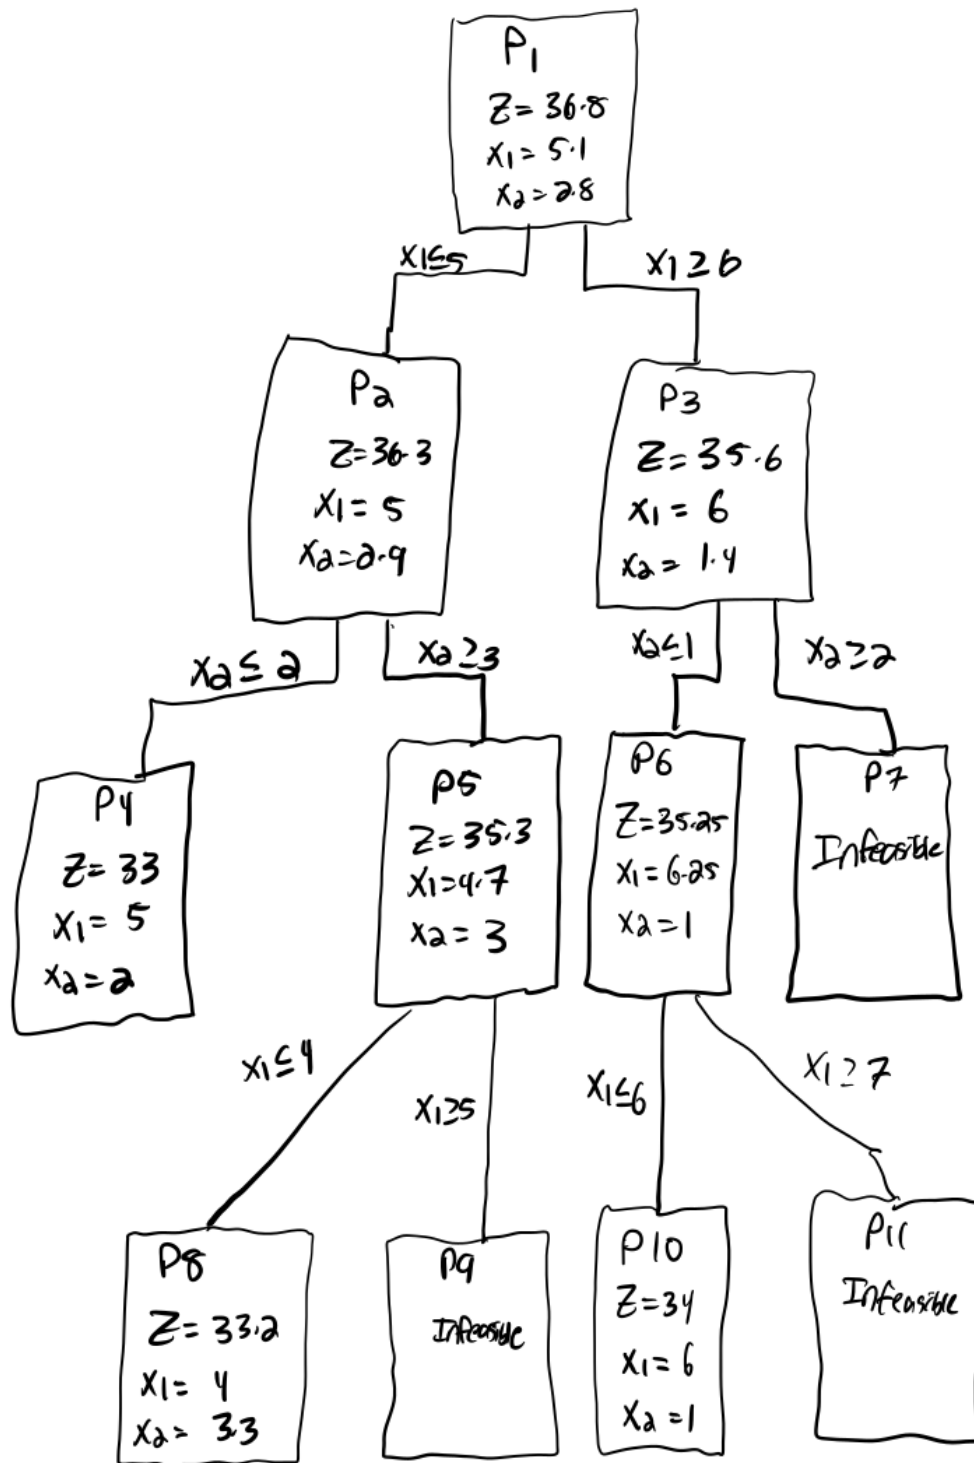 P1
Z = 36.8
x1 = 5.1
x2 = 2.8
x1≤5
x1≥6
P2
Z=36.3
x1= 5
x2=2.9
P3
Z= 35.6
x1= 6
x2= 1.4
x2≤ 2
x2≥3
x2≤1
x2≥2
P4
Z= 33
x1= 5
x2=2
P5
Z= 35.3
x1=4.7
x2= 3
P6
Z=35.25
x1=6.25
x2=1
P7
Infeasible
x1≤4
x1≥5
x1≤6
x1≥7
P8
Z= 33.2
x1= 4
x2= 3.3
P9
Infeasible
P10
Z=34
x1=6
x2=1
P11
Infeasible